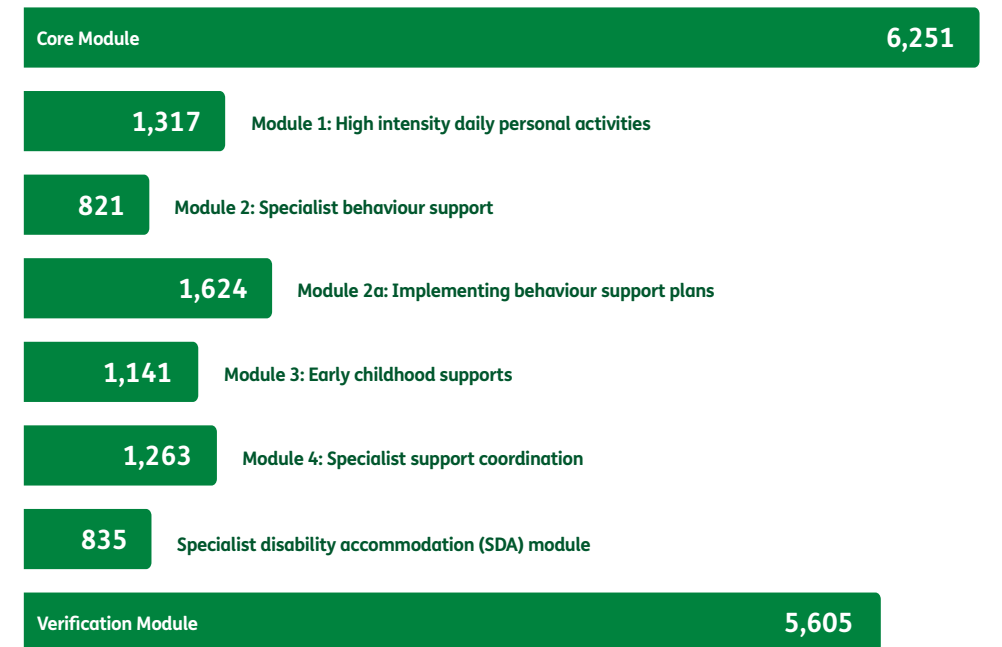 Core Module 6,251
1,317 Module 1: High intensity daily personal activities
821 Module 2: Specialist behaviour support
1,624 Module 2a: Implementing behaviour support plans
1,141 Module 3: Early childhood supports
1,263 Module 4: Specialist support coordination
835 Specialist disability accommodation (SDA) module
Verification Module 5,605